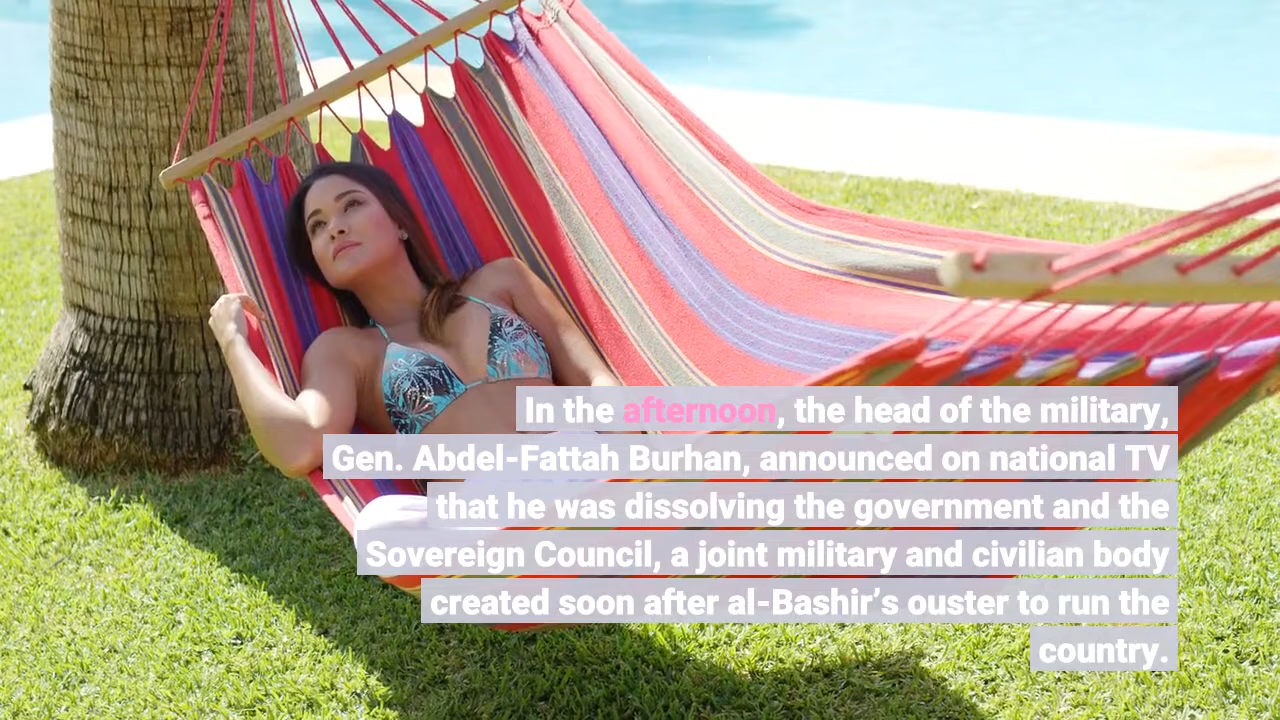 In the afternoon, the head of the military,
Gen. Abdel-Fattah Burhan, announced on national TV
that he was dissolving the government and the
Sovereign Council, a joint military and civilian body
created soon after al-Bashir’s ouster to run the
country.